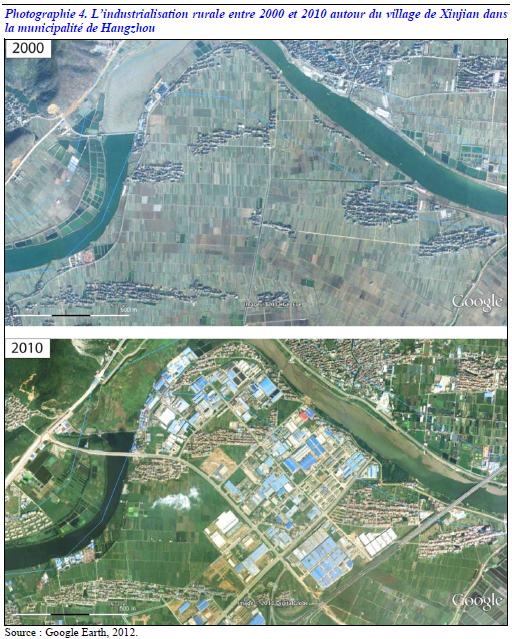 Photographie 4. L'industrialisation rurale entre 2000 et 2010 autour du village de Xinjian dans
la municipalité de Hangzhou
2000
500 m
Google
2010
500 m
Google
Source : Google Earth, 2012.